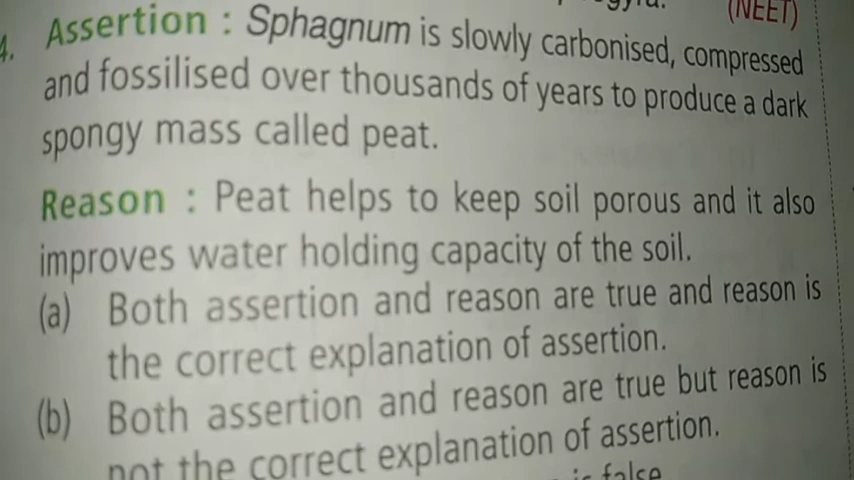 (NEET)
4. Assertion : Sphagnum is slowly carbonised, compressed
and fossilised over thousands of years to produce a dark
spongy mass called peat.
Reason : Peat helps to keep soil porous and it also
improves water holding capacity of the soil.
(a) Both assertion and reason are true and reason is
the correct explanation of assertion.
(b) Both assertion and reason are true but reason is
not the correct explanation of assertion.
is false